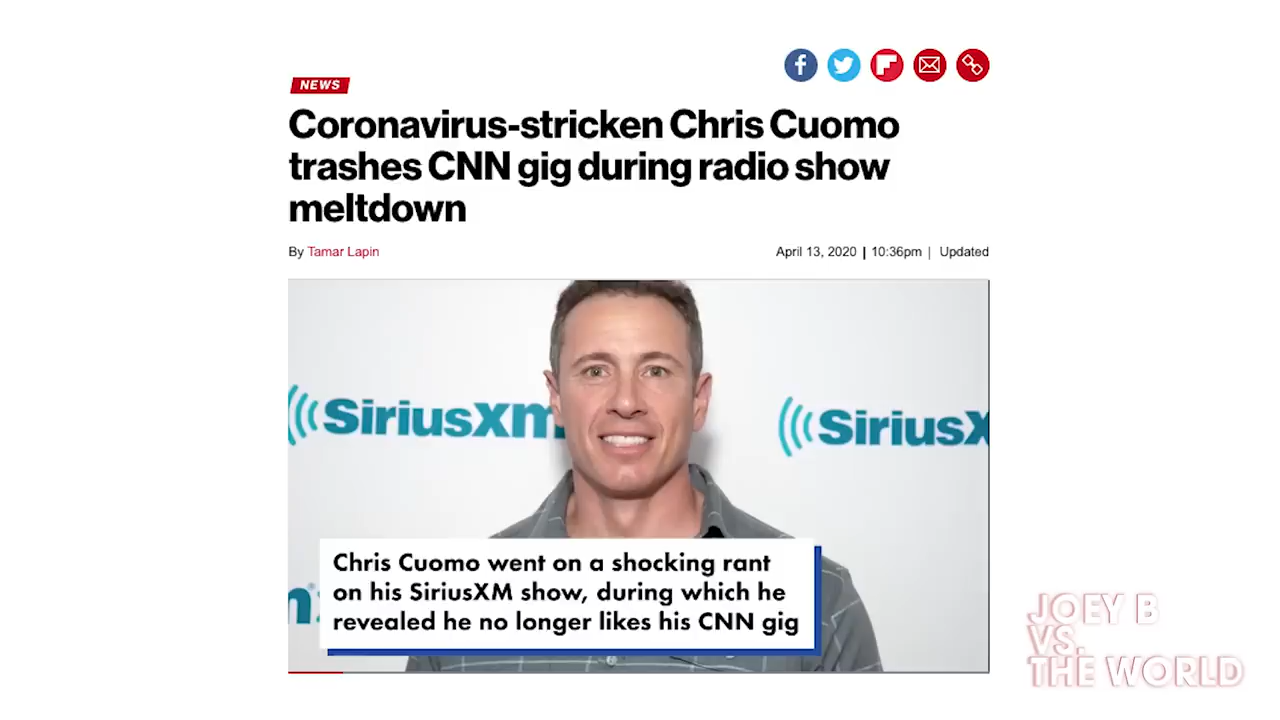 NEWS
Coronavirus-stricken Chris Cuomo
trashes CNN gig during radio show
meltdown
By Tamar Lapin
April 13, 2020 | 10:36pm | Updated
SiriusXM
SiriusX
Chris Cuomo went on a shocking rant
on his SiriusXM show, during which he
revealed he no longer likes his CNN gig
JOEY B
VS.
THE WORLD